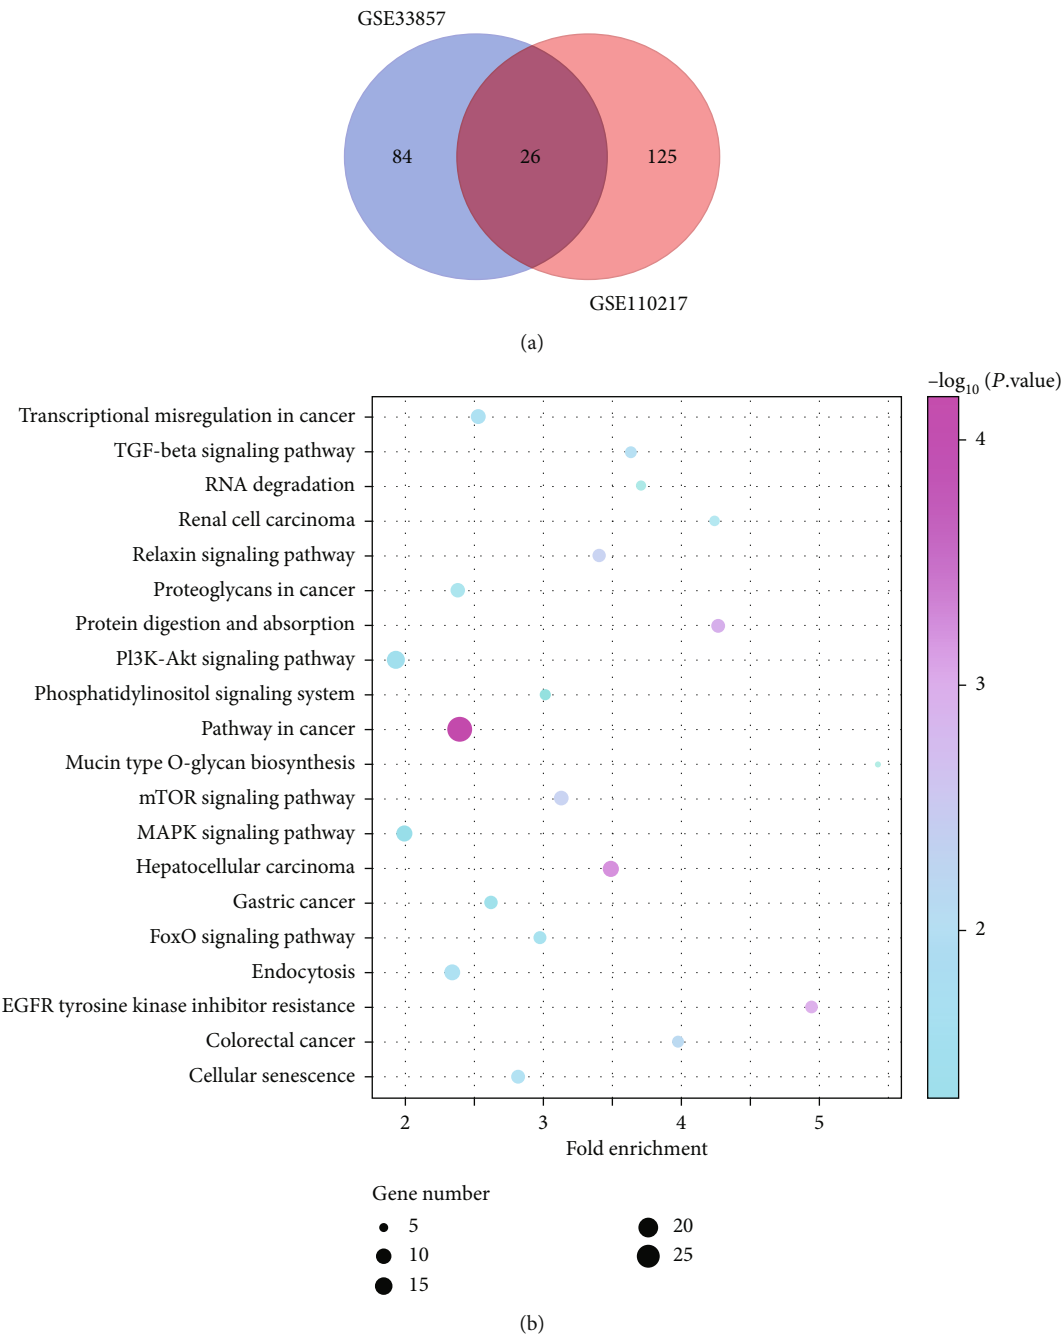 GSE33857
84
26
125
GSE110217
(a)
–log10 (P.value)
Transcriptional misregulation in cancer
TGF-beta signaling pathway
RNA degradation
Renal cell carcinoma
Relaxin signaling pathway
Proteoglycans in cancer
Protein digestion and absorption
Pl3K-Akt signaling pathway
Phosphatidylinositol signaling system
Pathway in cancer
Mucin type O-glycan biosynthesis
mTOR signaling pathway
MAPK signaling pathway
Hepatocellular carcinoma
Gastric cancer
FoxO signaling pathway
Endocytosis
EGFR tyrosine kinase inhibitor resistance
Colorectal cancer
Cellular senescence
4
3
2
2 3 4 5
Fold enrichment
Gene number
5
10
15
20
25
(b)